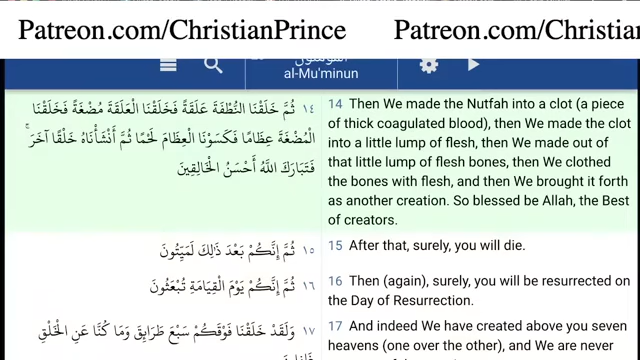 Patreon.com/ChristianPrince Patreon.com/Christian
al-Mu'minun
١٤ ثُمَّ خَلَقْنَا النُّطْفَةَ عَلَقَةً فَخَلَقْنَا الْعَلَقَةَ مُضْغَةً فَخَلَقْنَا
الْمُضْغَةَ عِظَامًا فَكَسَوْنَا الْعِظَامَ لَحْمًا ثُمَّ أَنْشَأْنَاهُ خَلْقًا آخَرَ ۚ
فَتَبَارَكَ اللَّهُ أَحْسَنُ الْخَالِقِينَ
14 Then We made the Nutfah into a clot (a piece
of thick coagulated blood), then We made the clot
into a little lump of flesh, then We made out of
that little lump of flesh bones, then We clothed
the bones with flesh, and then We brought it forth
as another creation. So blessed be Allah, the Best
of creators.
١٥ ثُمَّ إِنَّكُمْ بَعْدَ ذَٰلِكَ لَمَيِّتُونَ
15 After that, surely, you will die.
١٦ ثُمَّ إِنَّكُمْ يَوْمَ الْقِيَامَةِ تُبْعَثُونَ
16 Then (again), surely, you will be resurrected on
the Day of Resurrection.
١٧ وَلَقَدْ خَلَقْنَا فَوْقَكُمْ سَبْعَ طَرَايِقَ وَمَا كُنَّا عَنِ الْخَلْقِ
17 And indeed We have created above you seven
heavens (one over the other), and We are never